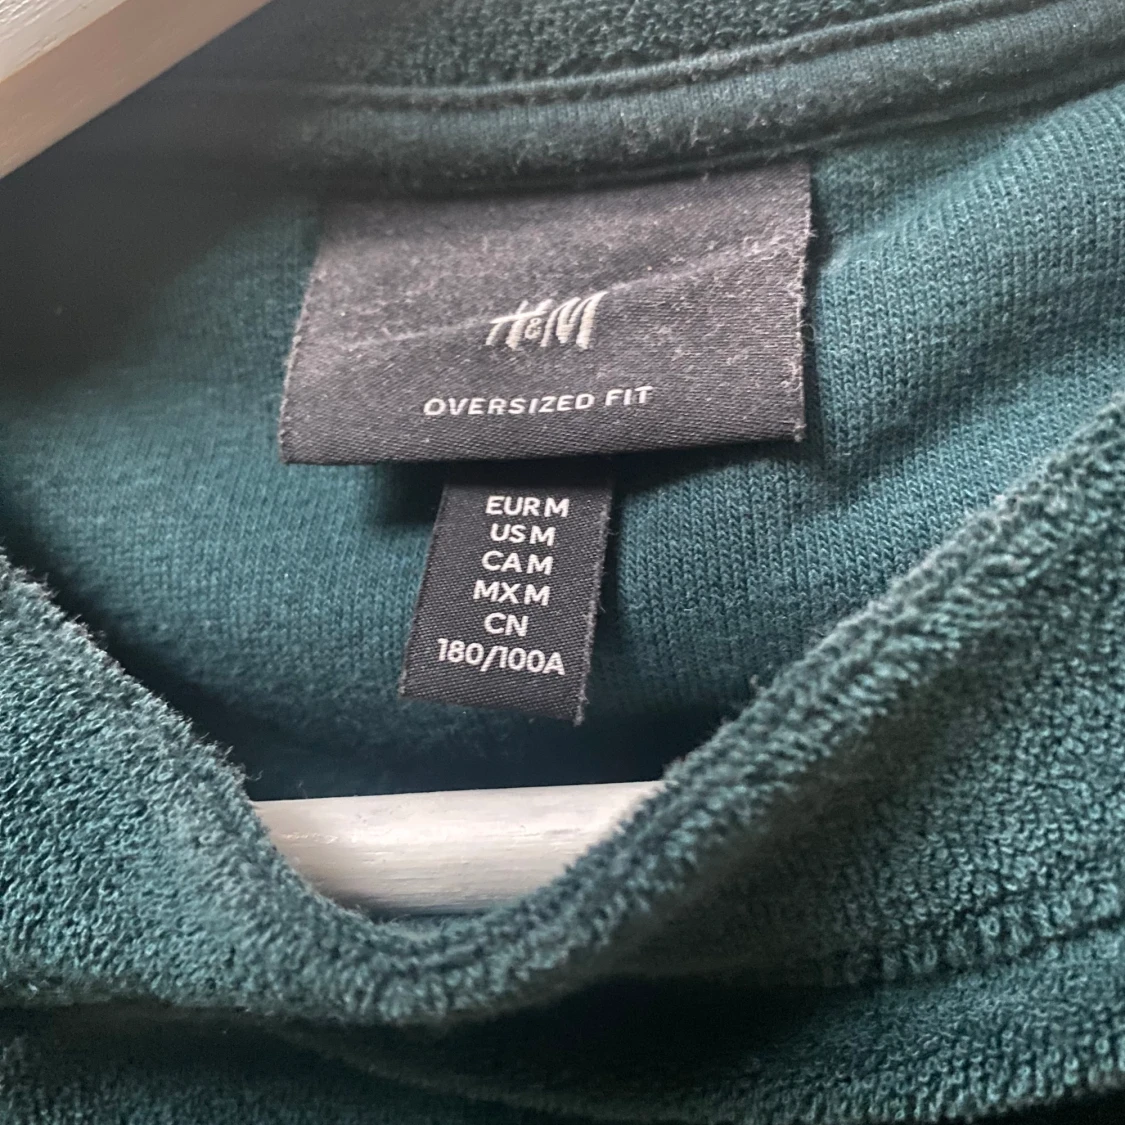 H&M
OVERSIZED FIT
EUR M
US M
CA M
MX M
CN
180/100A